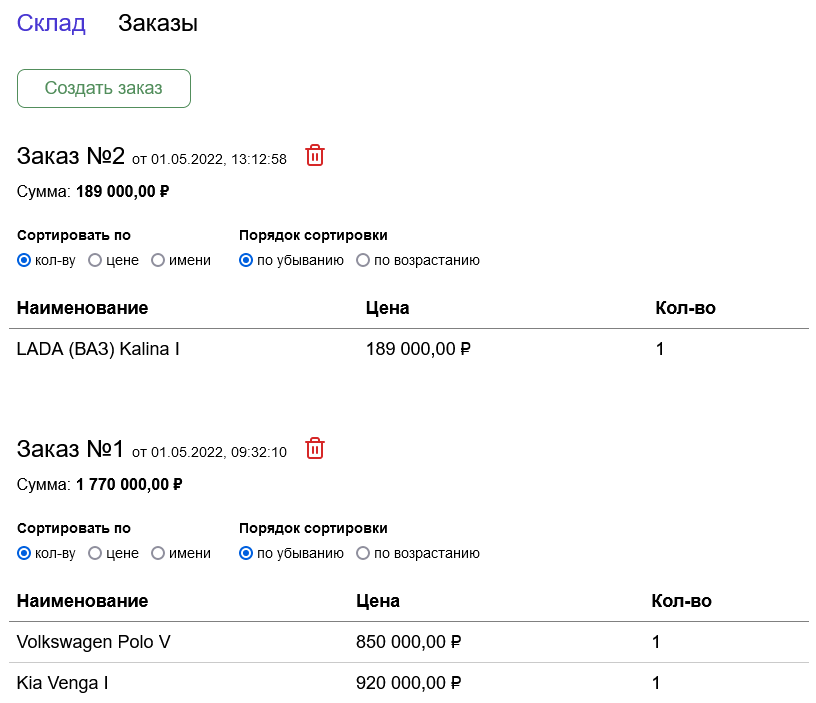 Склад Заказы
Создать заказ
Заказ №2 от 01.05.2022, 13:12:58
Сумма: 189 000,00 ₽
Сортировать по Порядок сортировки
кол-ву цене имени по убыванию по возрастанию
Наименование Цена Кол-во
LADA (ВАЗ) Kalina I 189 000,00 ₽ 1
Заказ №1 от 01.05.2022, 09:32:10
Сумма: 1 770 000,00 ₽
Сортировать по Порядок сортировки
кол-ву цене имени по убыванию по возрастанию
Наименование Цена Кол-во
Volkswagen Polo V 850 000,00 ₽ 1
Kia Venga I 920 000,00 ₽ 1